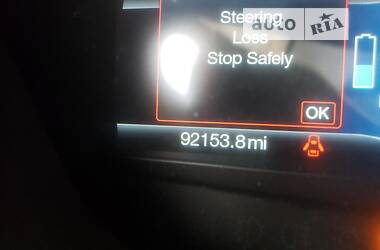 Steering
auto RIA
Loss
Stop Safely
OK
92153.8mi